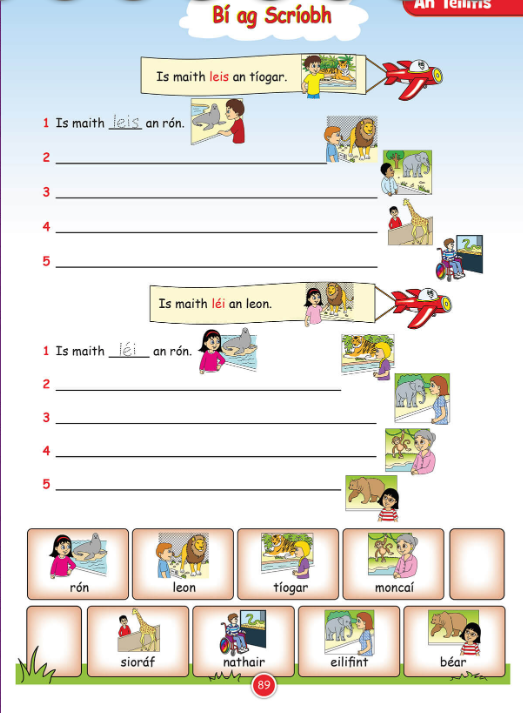 An Teilifís
Bí ag Scríobh
Is maith leis an tíogar.
1 Is maith leis an rón.
2
3
4
5
Is maith léi an leon.
1 Is maith léi an rón.
2
3
4
5
rón leon tíogar moncaí
sioráf nathair eilifint béar
89